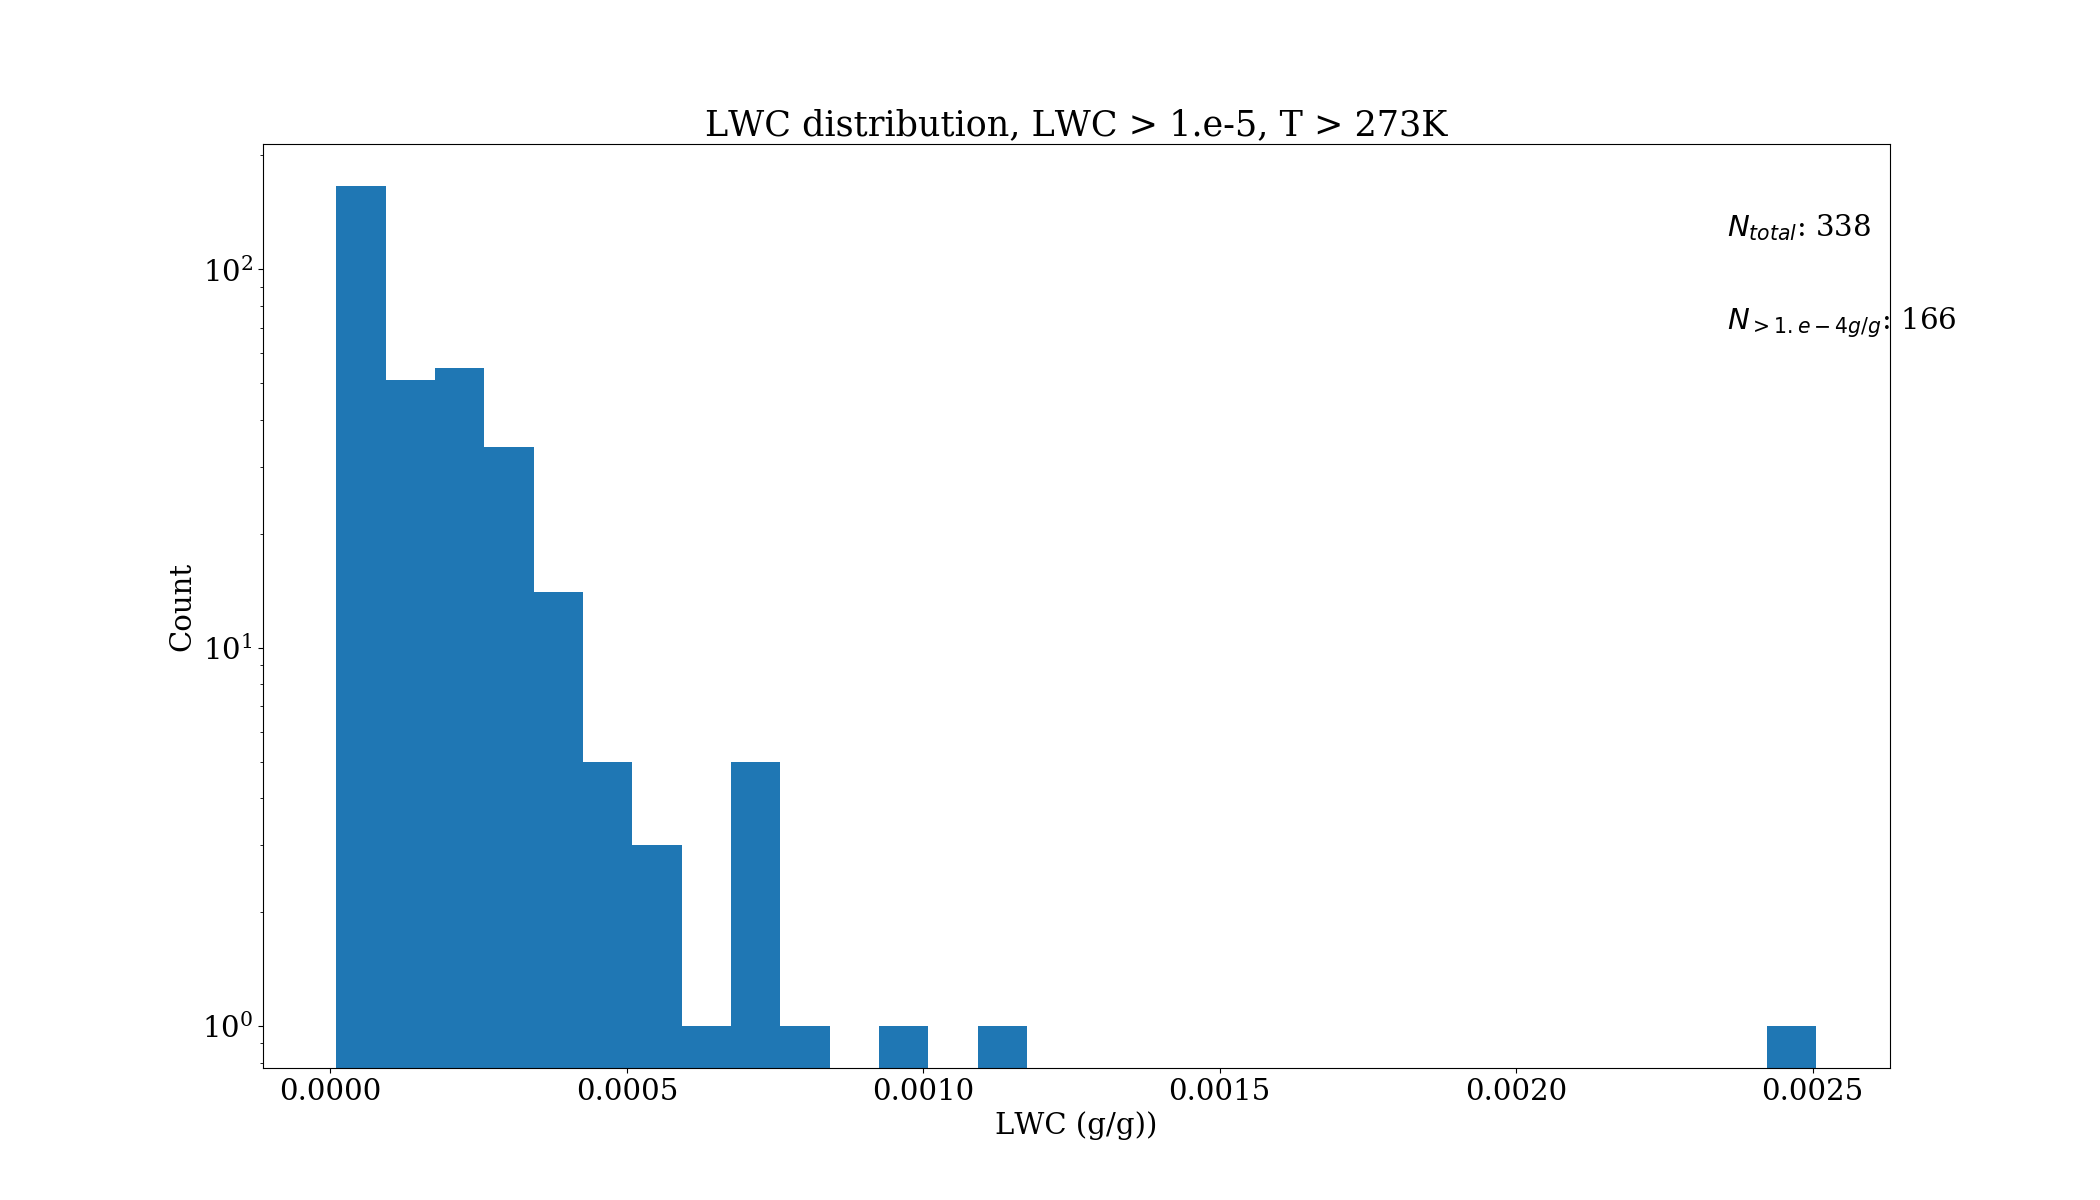 LWC distribution, LWC > 1.e-5, T > 273K
N_total: 338
N_>1.e−4g/g: 166
Count
10^2
10^1
10^0
0.0000 0.0005 0.0010 0.0015 0.0020 0.0025
LWC (g/g))